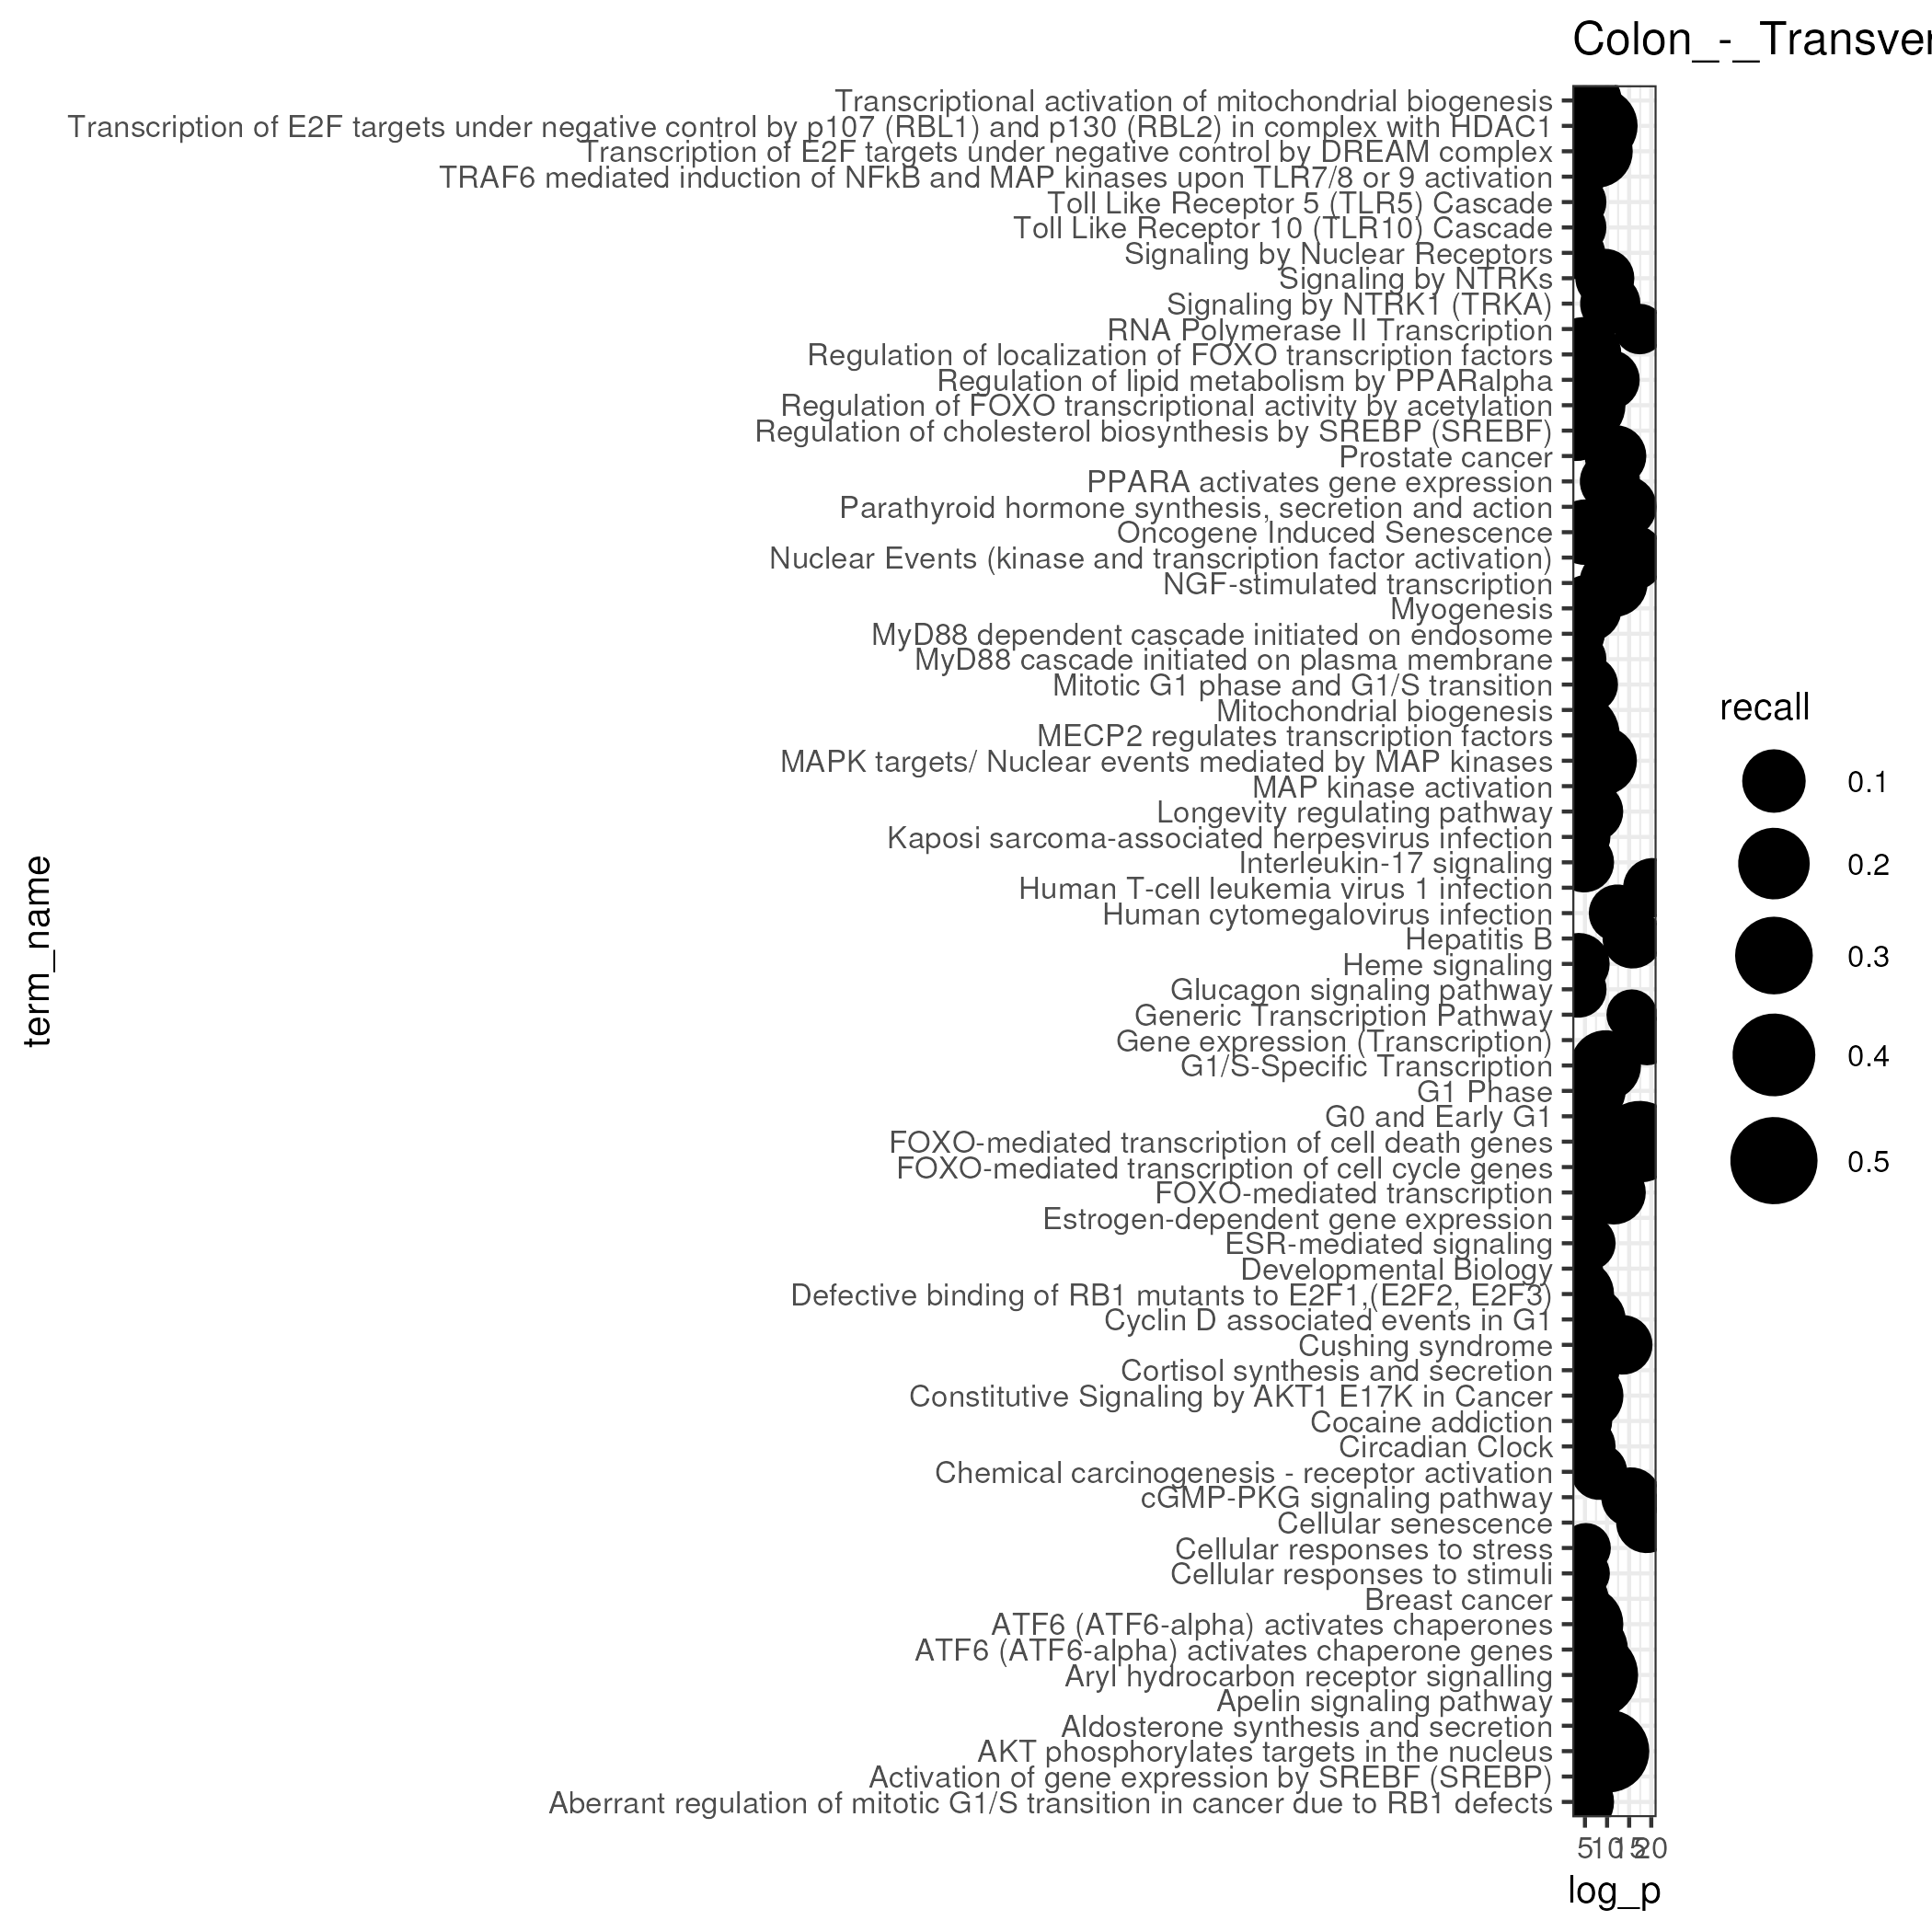 Colon_-_Transver
Transcriptional activation of mitochondrial biogenesis
Transcription of E2F targets under negative control by p107 (RBL1) and p130 (RBL2) in complex with HDAC1
Transcription of E2F targets under negative control by DREAM complex
TRAF6 mediated induction of NFkB and MAP kinases upon TLR7/8 or 9 activation
Toll Like Receptor 5 (TLR5) Cascade
Toll Like Receptor 10 (TLR10) Cascade
Signaling by Nuclear Receptors
Signaling by NTRKs
Signaling by NTRK1 (TRKA)
RNA Polymerase II Transcription
Regulation of localization of FOXO transcription factors
Regulation of lipid metabolism by PPARalpha
Regulation of FOXO transcriptional activity by acetylation
Regulation of cholesterol biosynthesis by SREBP (SREBF)
Prostate cancer
PPARA activates gene expression
Parathyroid hormone synthesis, secretion and action
Oncogene Induced Senescence
Nuclear Events (kinase and transcription factor activation)
NGF-stimulated transcription
Myogenesis
MyD88 dependent cascade initiated on endosome
MyD88 cascade initiated on plasma membrane
Mitotic G1 phase and G1/S transition
Mitochondrial biogenesis
MECP2 regulates transcription factors
MAPK targets/ Nuclear events mediated by MAP kinases
MAP kinase activation
Longevity regulating pathway
Kaposi sarcoma-associated herpesvirus infection
Interleukin-17 signaling
Human T-cell leukemia virus 1 infection
Human cytomegalovirus infection
Hepatitis B
Heme signaling
Glucagon signaling pathway
Generic Transcription Pathway
Gene expression (Transcription)
G1/S-Specific Transcription
G1 Phase
G0 and Early G1
FOXO-mediated transcription of cell death genes
FOXO-mediated transcription of cell cycle genes
FOXO-mediated transcription
Estrogen-dependent gene expression
ESR-mediated signaling
Developmental Biology
Defective binding of RB1 mutants to E2F1,(E2F2, E2F3)
Cyclin D associated events in G1
Cushing syndrome
Cortisol synthesis and secretion
Constitutive Signaling by AKT1 E17K in Cancer
Cocaine addiction
Circadian Clock
Chemical carcinogenesis - receptor activation
cGMP-PKG signaling pathway
Cellular senescence
Cellular responses to stress
Cellular responses to stimuli
Breast cancer
ATF6 (ATF6-alpha) activates chaperones
ATF6 (ATF6-alpha) activates chaperone genes
Aryl hydrocarbon receptor signalling
Apelin signaling pathway
Aldosterone synthesis and secretion
AKT phosphorylates targets in the nucleus
Activation of gene expression by SREBF (SREBP)
Aberrant regulation of mitotic G1/S transition in cancer due to RB1 defects
term_name
5 10 15 20
log_p
recall
0.1
0.2
0.3
0.4
0.5